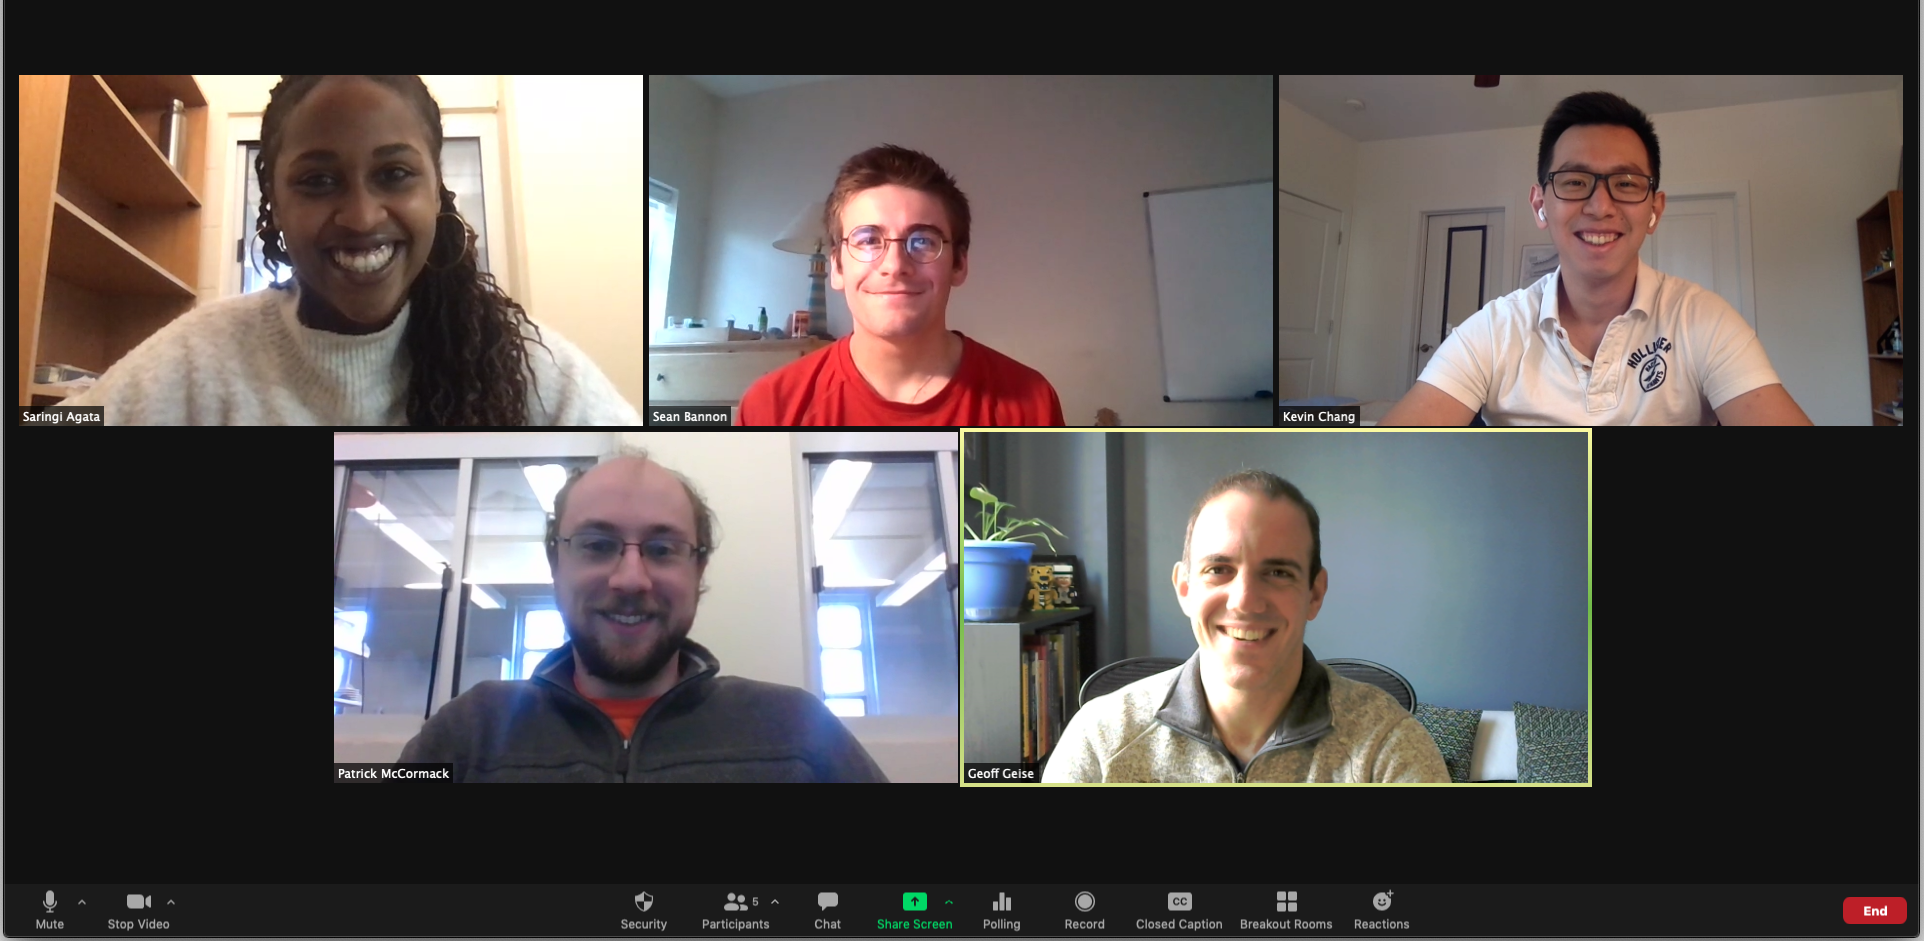 Saringi Agata
Sean Bannon
Kevin Chang
HOLLISTER
Patrick McCormack
Geoff Geise
Mute
Stop Video
Security
5
Participants
Chat
Share Screen
Polling
Record
CC
Closed Caption
Breakout Rooms
Reactions
End